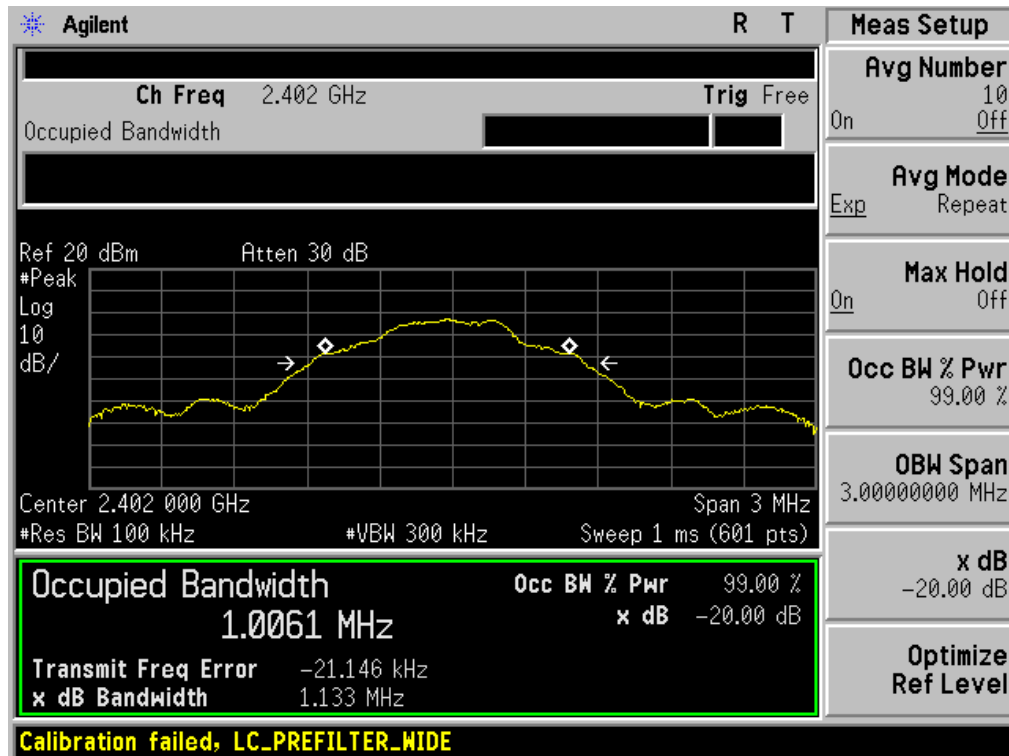 Agilent R T
Ch Freq 2.402 GHz Trig Free
Occupied Bandwidth
Ref 20 dBm Atten 30 dB
#Peak
Log
10
dB/
Center 2.402 000 GHz Span 3 MHz
#Res BW 100 kHz #VBW 300 kHz Sweep 1 ms (601 pts)
Occupied Bandwidth Occ BW % Pwr 99.00 %
1.0061 MHz x dB -20.00 dB
Transmit Freq Error -21.146 kHz
x dB Bandwidth 1.133 MHz
Calibration failed, LC_PREFILTER_WIDE
Meas Setup
Avg Number
10
On Off
Avg Mode
Exp Repeat
Max Hold
On Off
Occ BW % Pwr
99.00 %
OBW Span
3.00000000 MHz
x dB
-20.00 dB
Optimize
Ref Level